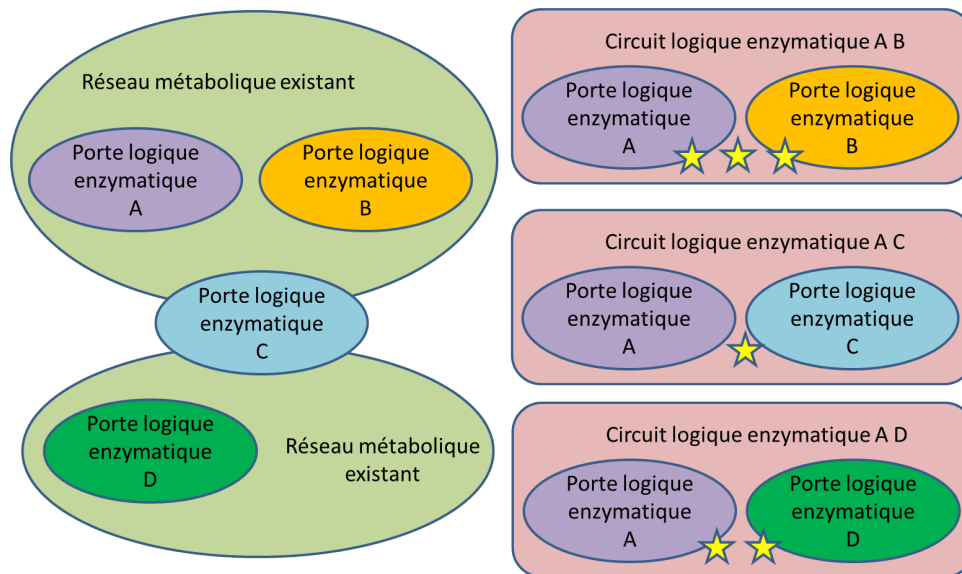 Réseau métabolique existant
Porte logique
enzymatique
A
Porte logique
enzymatique
B
Porte logique
enzymatique
C
Porte logique
enzymatique
D
Réseau métabolique
existant
Circuit logique enzymatique A B
Porte logique
enzymatique
A
Porte logique
enzymatique
B
Circuit logique enzymatique A C
Porte logique
enzymatique
A
Porte logique
enzymatique
C
Circuit logique enzymatique A D
Porte logique
enzymatique
A
Porte logique
enzymatique
D